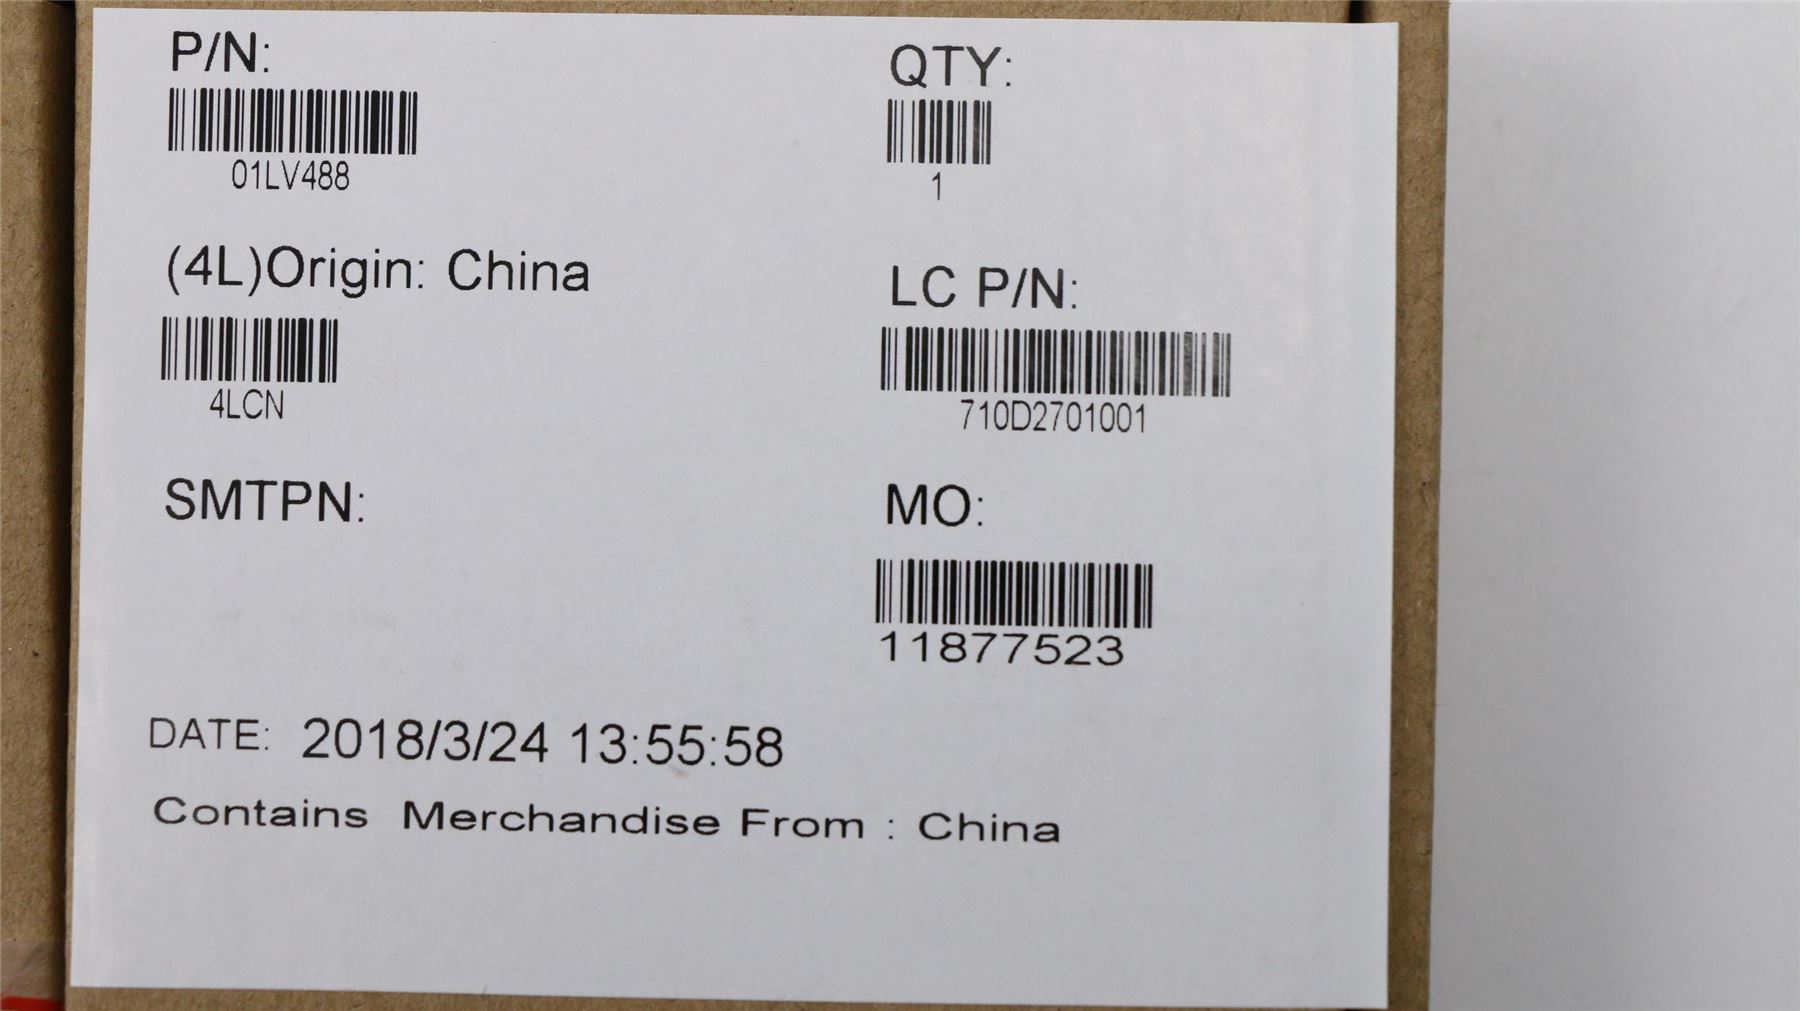 P/N:
01LV488
QTY:
1
(4L)Origin: China
4LCN
LC P/N:
710D2701001
SMTPN:
MO:
11877523
DATE: 2018/3/24 13:55:58
Contains Merchandise From : China